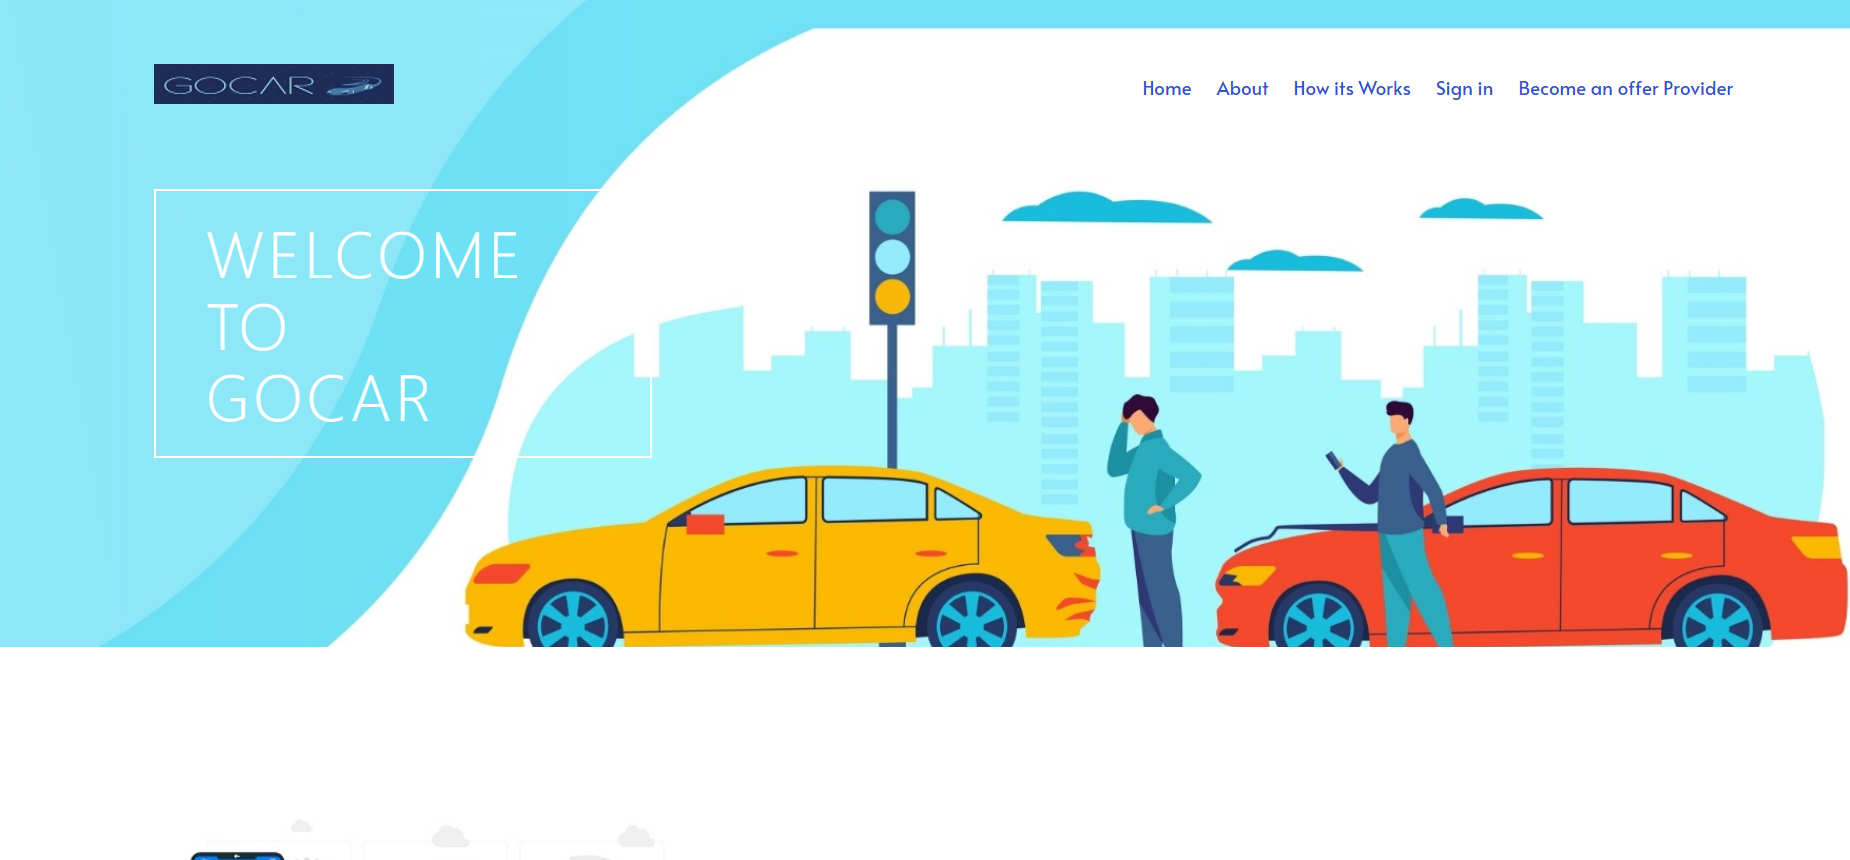 GOCAR
Home About How its Works Sign in Become an offer Provider
WELCOME
TO
GOCAR